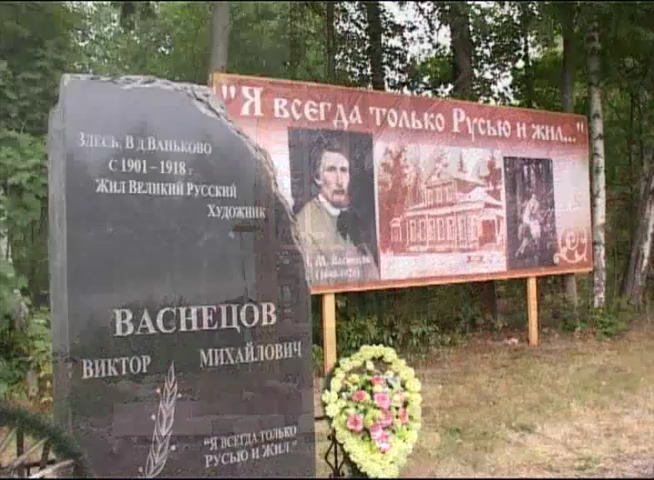 "Я всегда только Русью и жил..."
Здесь, в д. Ваньково
с 1901 – 1918 г.
жил Великий Русский
Художник
ВАСНЕЦОВ
ВИКТОР МИХАЙЛОВИЧ
"Я всегда только
Русью и жил."
М. Васнецов